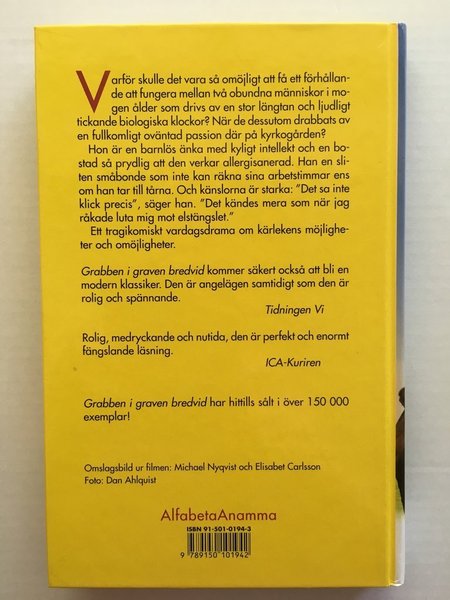 Varför skulle det vara så omöjligt att få ett förhållan-
de att fungera mellan två obundna människor i mo-
gen ålder som drivs av en stor längtan och ljudligt
tickande biologiska klockor? När de dessutom drabbats av
en fullkomligt oväntad passion där på kyrkogården?
Hon är en barnlös änka med kyligt intellekt och en bo-
stad så prydlig att den verkar allergisanerad. Han en sli-
ten småbonde som inte kan räkna sina arbetstimmar ens
om han tar till tårna. Och känslorna är starka: "Det sa inte
klick precis", säger han. "Det kändes mera som när jag
råkade luta mig mot elstängslet."
Ett tragikomiskt vardagsdrama om kärlekens möjlighe-
ter och omöjligheter.
Grabben i graven bredvid kommer säkert också att bli en
modern klassiker. Den är angelägen samtidigt som den är
rolig och spännande.
Tidningen Vi
Rolig, medryckande och nutida, den är perfekt och enormt
fängslande läsning.
ICA-Kuriren
Grabben i graven bredvid har hittills sålt i över 150 000
exemplar!
Omslagsbild ur filmen: Michael Nyqvist och Elisabet Carlsson
Foto: Dan Ahlquist
AlfabetaAnamma
ISBN 91-501-0194-3
9 789150 101942